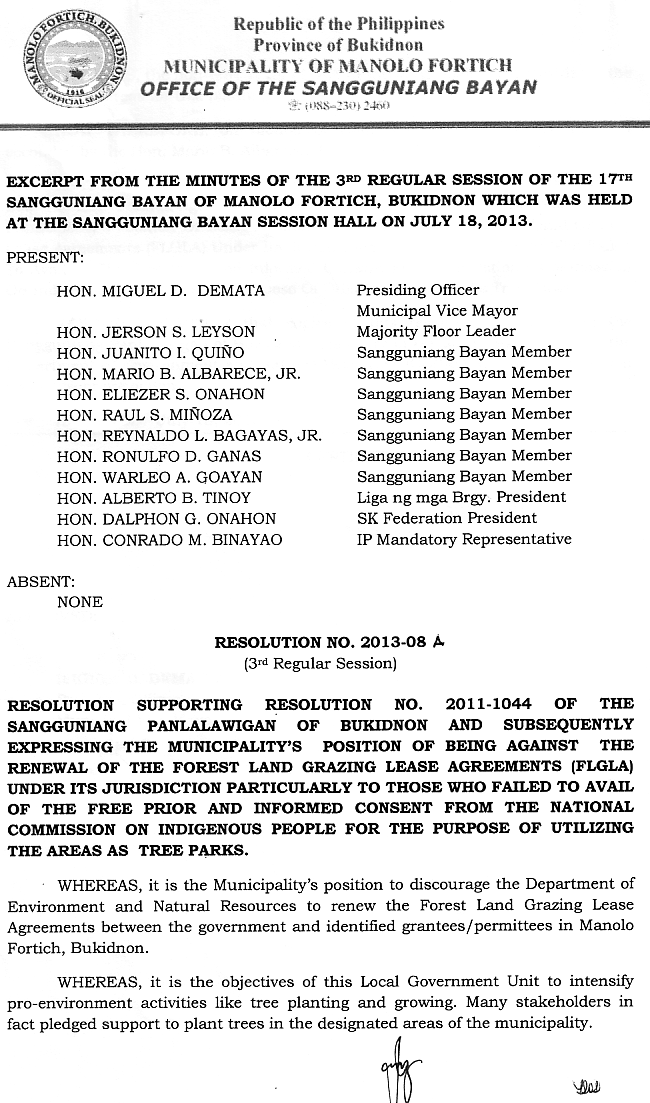 MANOLO FORTICH, BUKIDNON
1916
OFFICIAL SEAL
Republic of the Philippines
Province of Bukidnon
MUNICIPALITY OF MANOLO FORTICH
OFFICE OF THE SANGGUNIANG BAYAN
☏: (088-230) 2460
EXCERPT FROM THE MINUTES OF THE 3RD REGULAR SESSION OF THE 17TH
SANGGUNIANG BAYAN OF MANOLO FORTICH, BUKIDNON WHICH WAS HELD
AT THE SANGGUNIANG BAYAN SESSION HALL ON JULY 18, 2013.
PRESENT:
HON. MIGUEL D. DEMATA Presiding Officer
Municipal Vice Mayor
HON. JERSON S. LEYSON Majority Floor Leader
HON. JUANITO I. QUIÑO Sangguniang Bayan Member
HON. MARIO B. ALBARECE, JR. Sangguniang Bayan Member
HON. ELIEZER S. ONAHON Sangguniang Bayan Member
HON. RAUL S. MIÑOZA Sangguniang Bayan Member
HON. REYNALDO L. BAGAYAS, JR. Sangguniang Bayan Member
HON. RONULFO D. GANAS Sangguniang Bayan Member
HON. WARLEO A. GOAYAN Sangguniang Bayan Member
HON. ALBERTO B. TINOY Liga ng mga Brgy. President
HON. DALPHON G. ONAHON SK Federation President
HON. CONRADO M. BINAYAO IP Mandatory Representative
ABSENT:
NONE
RESOLUTION NO. 2013-08 A
(3rd Regular Session)
RESOLUTION SUPPORTING RESOLUTION NO. 2011-1044 OF THE
SANGGUNIANG PANLALAWIGAN OF BUKIDNON AND SUBSEQUENTLY
EXPRESSING THE MUNICIPALITY'S POSITION OF BEING AGAINST THE
RENEWAL OF THE FOREST LAND GRAZING LEASE AGREEMENTS (FLGLA)
UNDER ITS JURISDICTION PARTICULARLY TO THOSE WHO FAILED TO AVAIL
OF THE FREE PRIOR AND INFORMED CONSENT FROM THE NATIONAL
COMMISSION ON INDIGENOUS PEOPLE FOR THE PURPOSE OF UTILIZING
THE AREAS AS TREE PARKS.
WHEREAS, it is the Municipality's position to discourage the Department of
Environment and Natural Resources to renew the Forest Land Grazing Lease
Agreements between the government and identified grantees/permittees in Manolo
Fortich, Bukidnon.
WHEREAS, it is the objectives of this Local Government Unit to intensify
pro-environment activities like tree planting and growing. Many stakeholders in
fact pledged support to plant trees in the designated areas of the municipality.